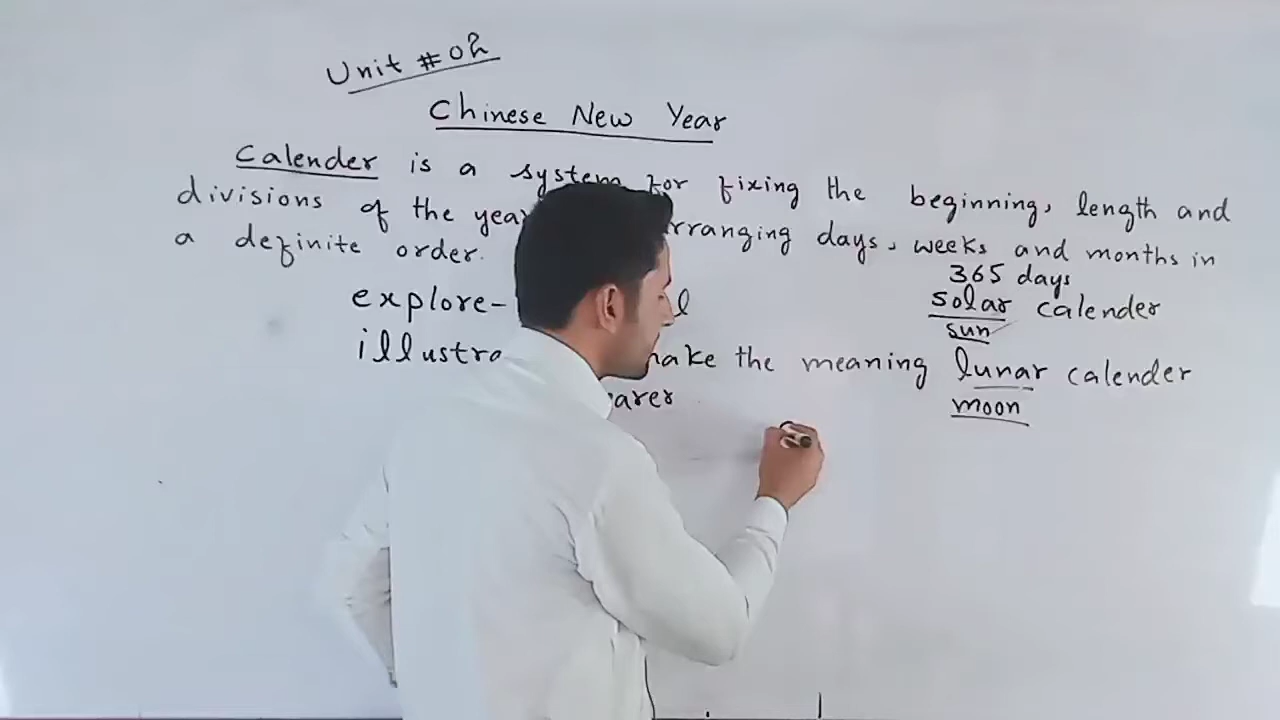 Unit #02
Chinese New Year
Calender is a system for fixing the beginning, length and
divisions of the year rranging days, weeks and months in
a definite order.
365 days
explore- l solar calender
sun
illustra make the meaning lunar calender
arer moon